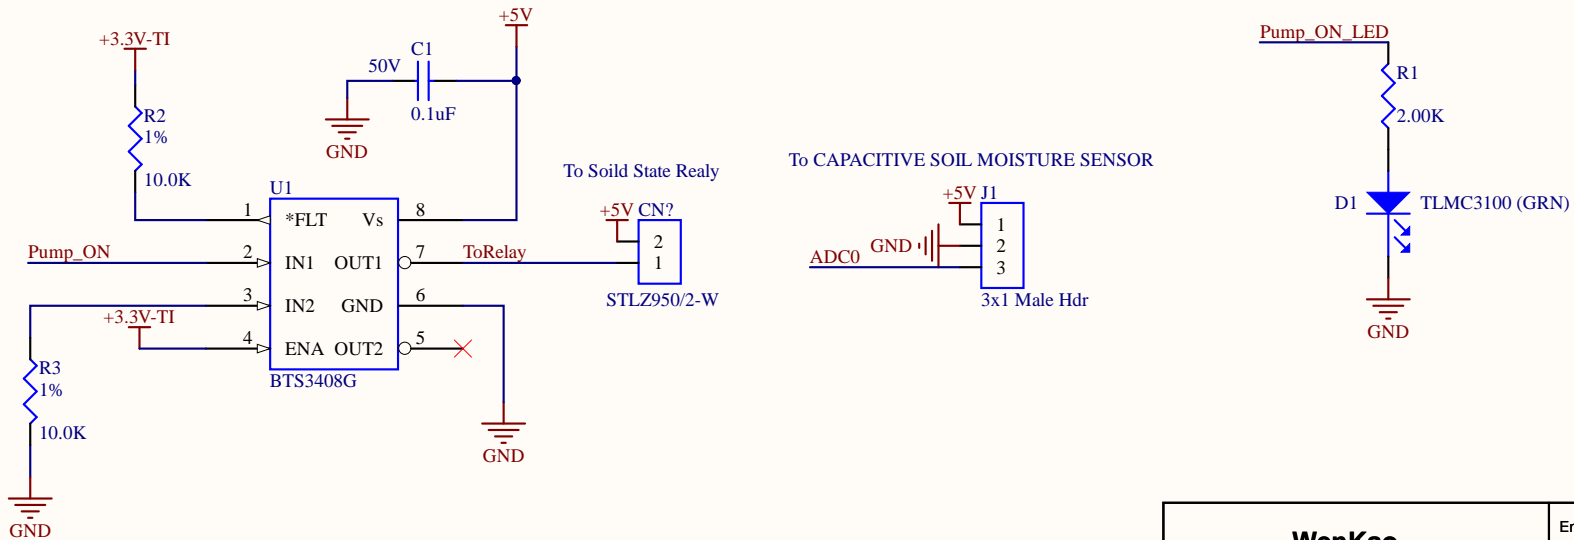 +5V
+3.3V-TI
C1
50V
0.1uF
GND
R2
1%
10.0K
U1
1
*FLT
Vs
8
Pump_ON
2
IN1
OUT1
7
ToRelay
3
IN2
GND
6
+3.3V-TI
4
ENA
OUT2
5
BTS3408G
R3
1%
10.0K
GND
GND
To Soild State Realy
+5V
CN?
2
1
STLZ950/2-W
To CAPACITIVE SOIL MOISTURE SENSOR
+5V
J1
1
GND
2
ADC0
3
3x1 Male Hdr
Pump_ON_LED
R1
2.00K
D1
TLMC3100 (GRN)
GND